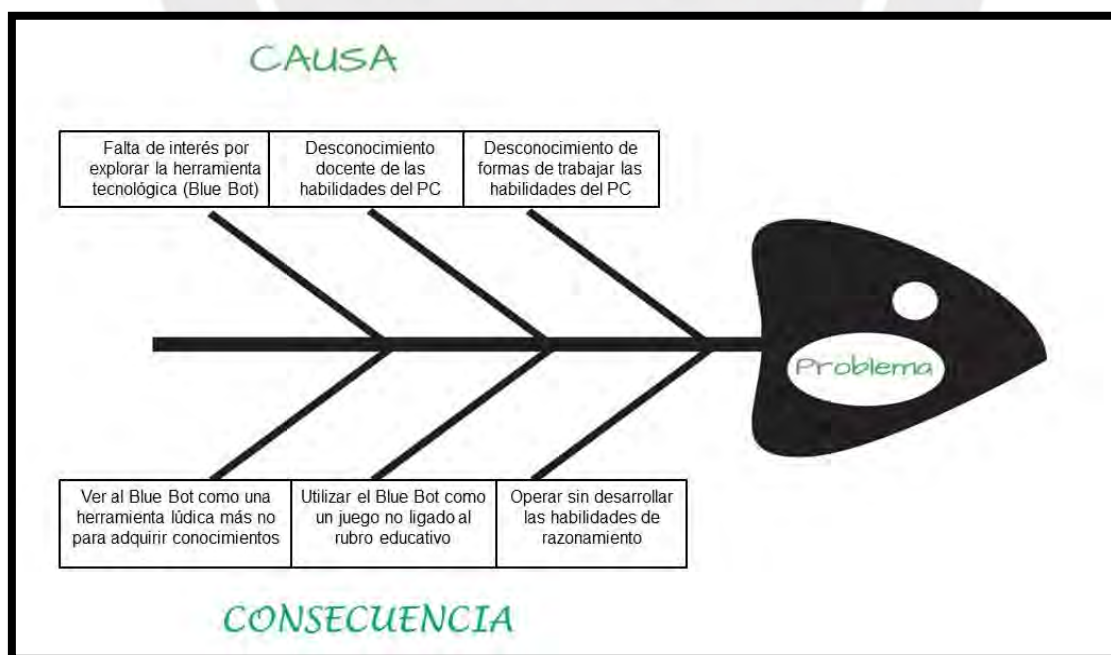 CAUSA
Falta de interés por
explorar la herramienta
tecnológica (Blue Bot)
Desconocimiento
docente de las
habilidades del PC
Desconocimiento de
formas de trabajar las
habilidades del PC
Problema
Ver al Blue Bot como una
herramienta lúdica más no
para adquirir conocimientos
Utilizar el Blue Bot como
un juego no ligado al
rubro educativo
Operar sin desarrollar
las habilidades de
razonamiento
CONSECUENCIA